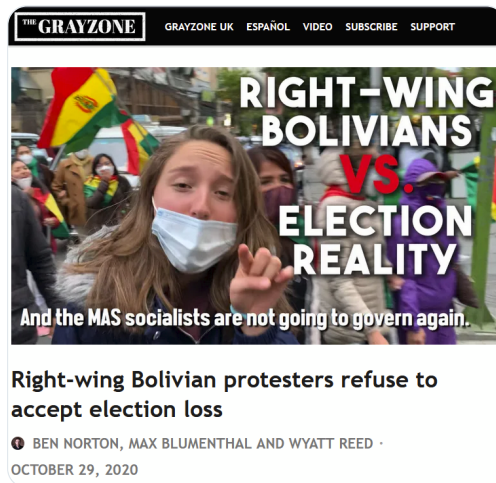 THE GRAYZONE
GRAYZONE UK ESPAÑOL VIDEO SUBSCRIBE SUPPORT
RIGHT-WING
BOLIVIANS
VS.
ELECTION
REALITY
And the MAS socialists are not going to govern again.
Right-wing Bolivian protesters refuse to
accept election loss
BEN NORTON, MAX BLUMENTHAL AND WYATT REED ·
OCTOBER 29, 2020